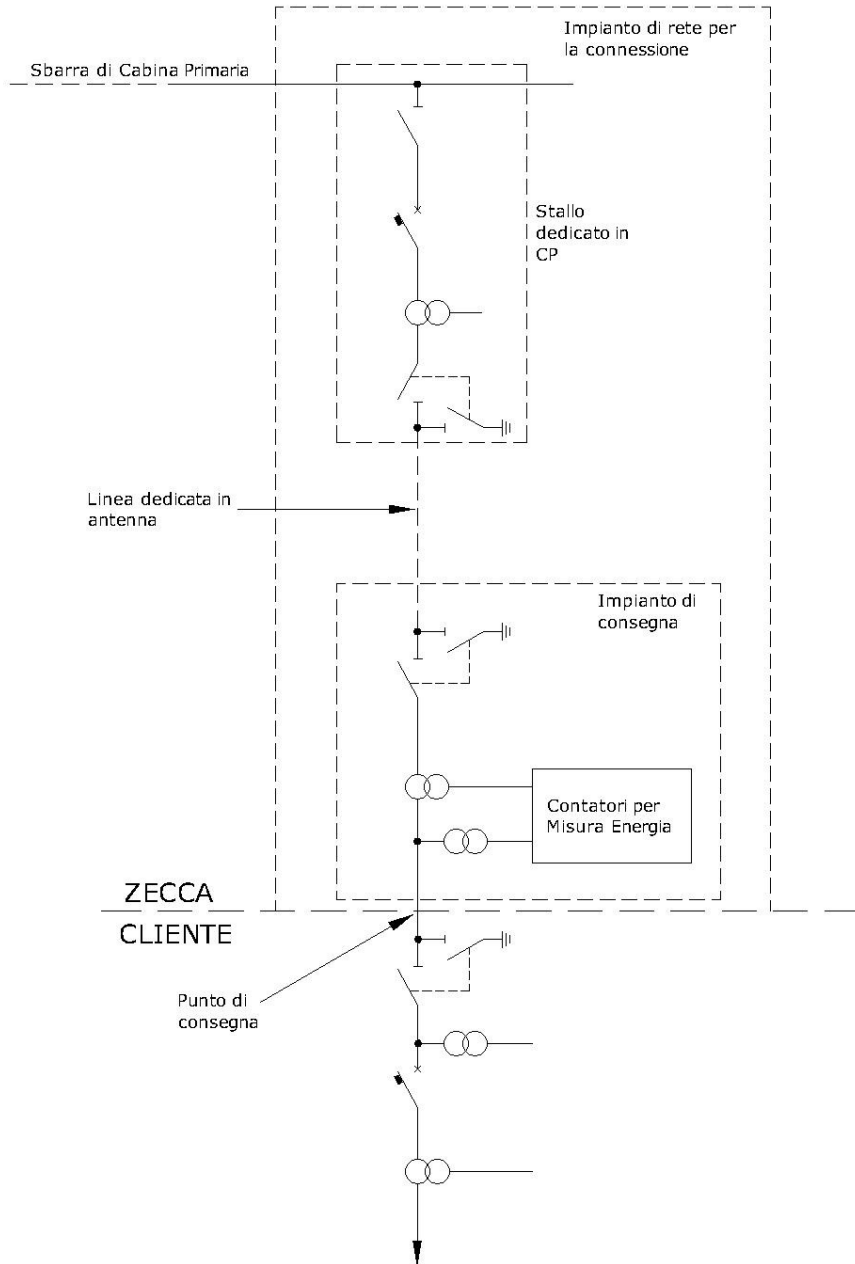 Impianto di rete per
la connessione
Sbarra di Cabina Primaria
Stallo
dedicato in
CP
Linea dedicata in
antenna
Impianto di
consegna
Contatori per
Misura Energia
ZECCA
CLIENTE
Punto di
consegna